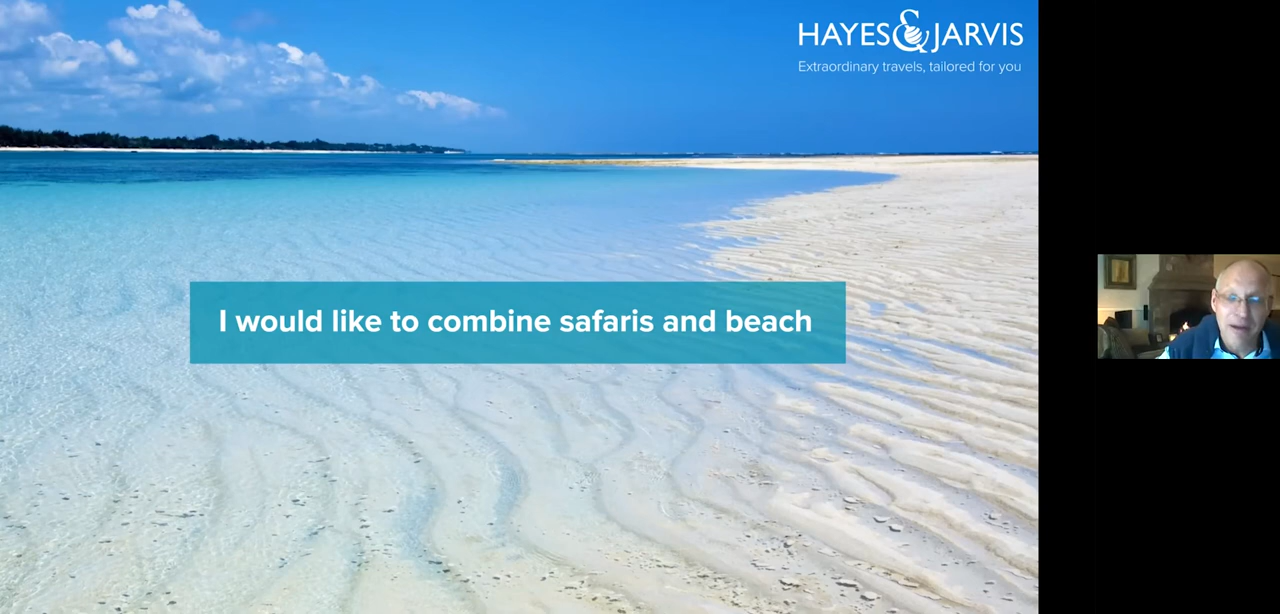 HAYES & JARVIS
Extraordinary travels, tailored for you
I would like to combine safaris and beach